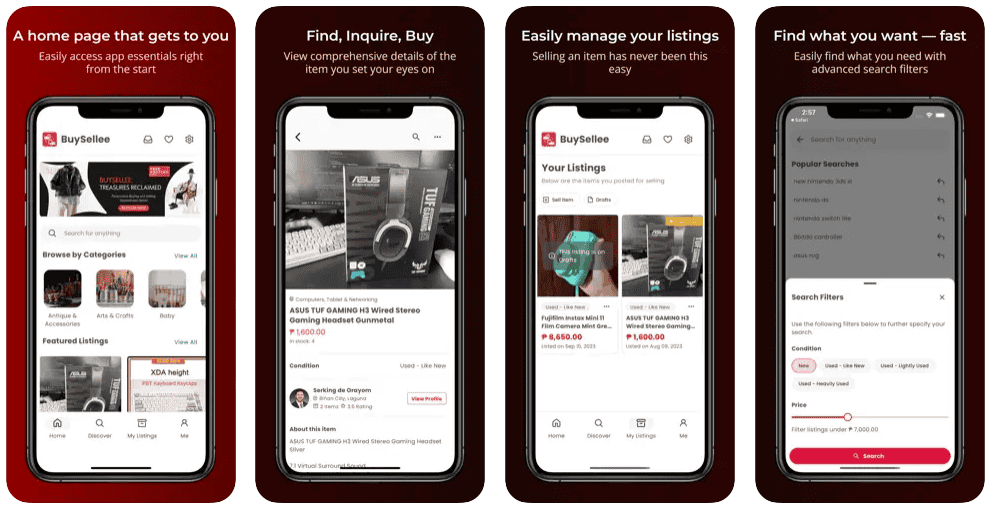 A home page that gets to you
Easily access app essentials right
from the start
BuySellee
BUYSELLEE:
TREASURES RECLAIMED
Search for anything
Browse by Categories
View All
Antique &
Accessories
Arts & Crafts
Baby
Featured Listings
View All
XDA height
PBT Keyboard Keycaps
Home
Discover
My Listings
Me
Find, Inquire, Buy
View comprehensive details of the
item you set your eyes on
ASUS
TUF GAMING
Computers, Tablet & Networking
ASUS TUF GAMING H3 Wired Stereo
Gaming Headset Gunmetal
₱ 1,600.00
In stock: 4
Condition
Used - Like New
Serking de Orayom
Biñan City, Laguna
2 items
3.5 Rating
View Profile
About this item
ASUS TUF GAMING H3 Wired Stereo Gaming Headset
Silver
7.1 Virtual Surround Sound
Easily manage your listings
Selling an item has never been this
easy
BuySellee
Your Listings
Below are the items you posted for selling
Sell Item
Drafts
This listing is on
Drafts
Used - Like New
Fujifilm Instax Mini 11
Film Camera Mint Gre...
₱ 8,650.00
Listed on Sep 15, 2023
ASUS
TUF GAMING
Used - Like New
ASUS TUF GAMING H3
Wired Stereo Gaming...
₱ 1,600.00
Listed on Aug 09, 2023
Home
Discover
My Listings
Me
Find what you want — fast
Easily find what you need with
advanced search filters
2:57
Safari
Search for anything
Popular Searches
new nintendo 3ds xl
nintendo ds
nintendo switch lite
8bitdo controller
asus rog
Search Filters
Use the following filters below to further specify your
search.
Condition
New
Used - Like New
Used - Lightly Used
Used - Heavily Used
Price
Filter listings under ₱ 7,000.00
Search